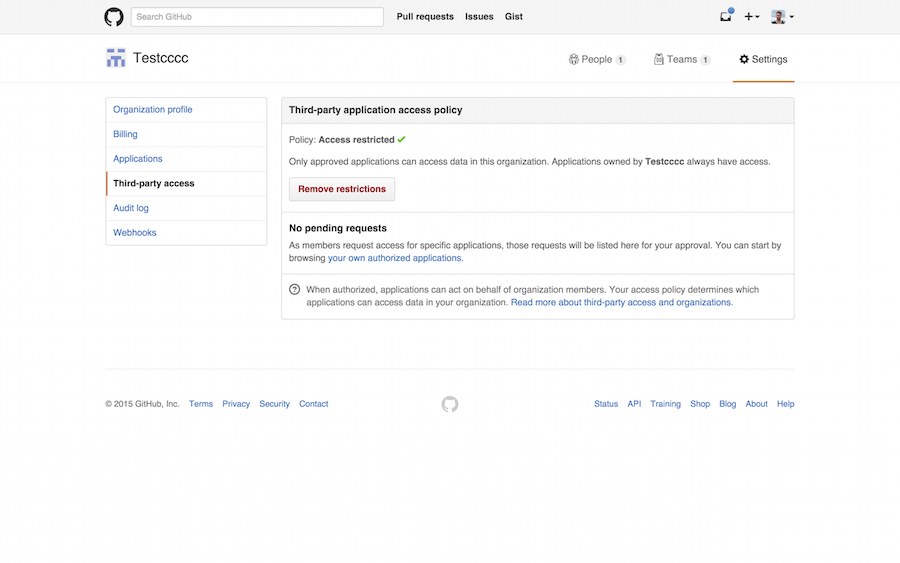 Search GitHub Pull requests Issues Gist
Testcccc People 1 Teams 1 Settings
Organization profile
Billing
Applications
Third-party access
Audit log
Webhooks
Third-party application access policy
Policy: Access restricted
Only approved applications can access data in this organization. Applications owned by Testcccc always have access.
Remove restrictions
No pending requests
As members request access for specific applications, those requests will be listed here for your approval. You can start by
browsing your own authorized applications.
When authorized, applications can act on behalf of organization members. Your access policy determines which
applications can access data in your organization. Read more about third-party access and organizations.
© 2015 GitHub, Inc. Terms Privacy Security Contact Status API Training Shop Blog About Help